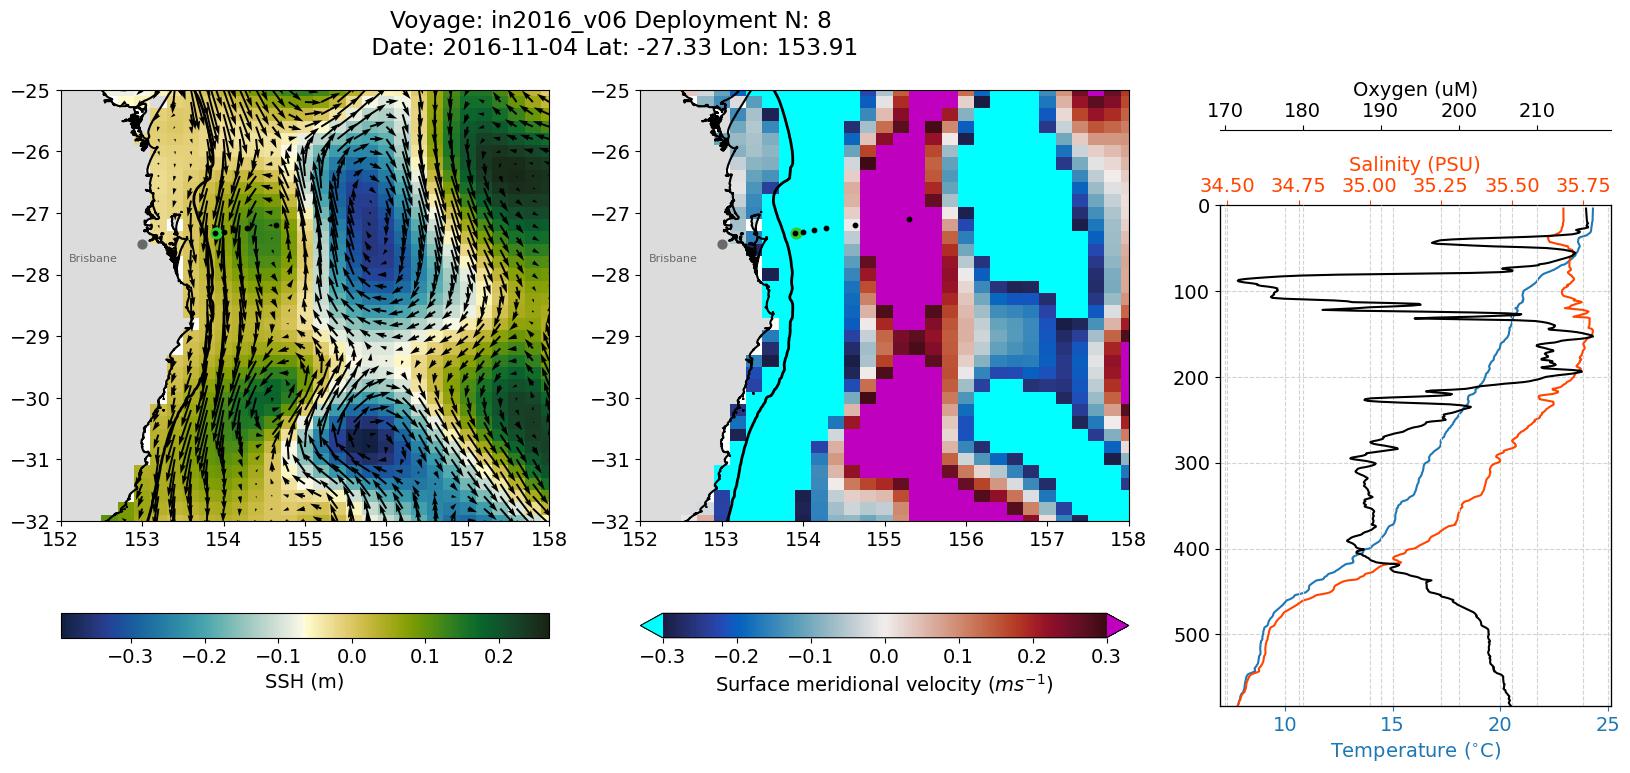 Voyage: in2016_v06 Deployment N: 8
Date: 2016-11-04 Lat: -27.33 Lon: 153.91
−25
−26
−27
−28
−29
−30
−31
−32
152 153 154 155 156 157 158
Brisbane
−0.3 −0.2 −0.1 0.0 0.1 0.2
SSH (m)
−25
−26
−27
−28
−29
−30
−31
−32
152 153 154 155 156 157 158
Brisbane
−0.3 −0.2 −0.1 0.0 0.1 0.2 0.3
Surface meridional velocity (ms⁻¹)
Oxygen (uM)
170 180 190 200 210
Salinity (PSU)
34.50 34.75 35.00 35.25 35.50 35.75
0
100
200
300
400
500
10 15 20 25
Temperature (°C)